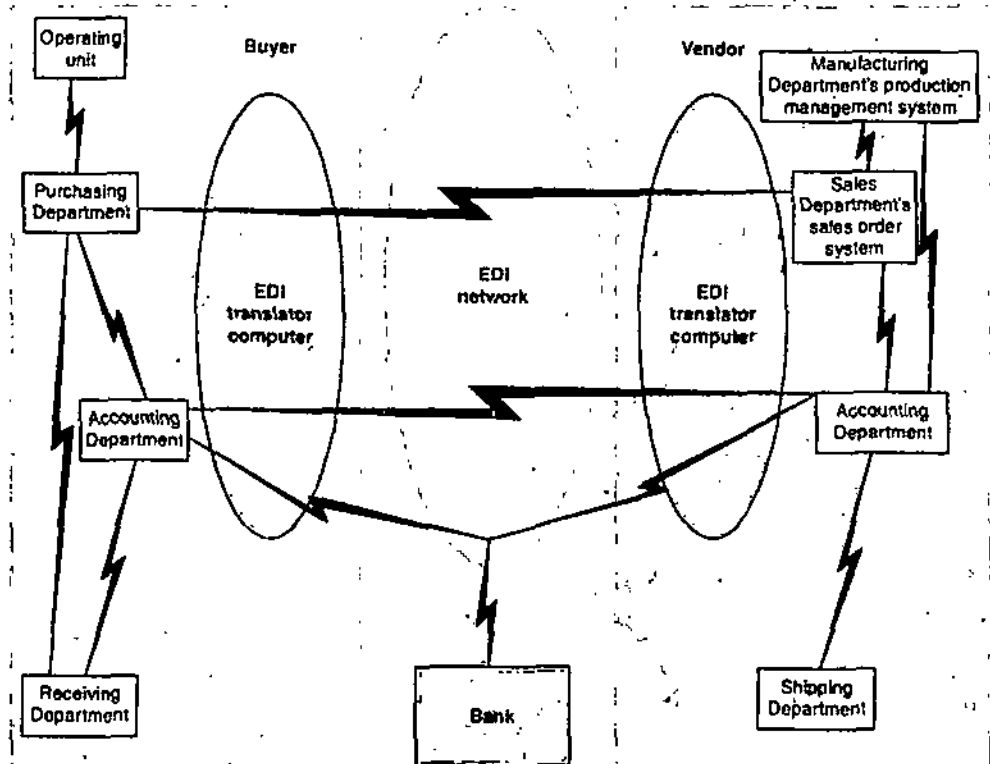 Operating
unit
Buyer
Vendor
Manufacturing
Department's production
management system
Purchasing
Department
Sales
Department's
sales order
system
EDI
translator
computer
EDI
network
EDI
translator
computer
Accounting
Department
Accounting
Department
Receiving
Department
Bank
Shipping
Department